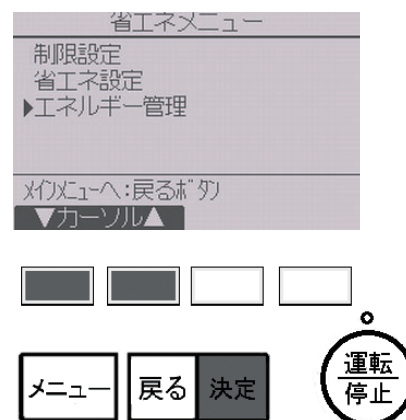 省エネメニュー
制限設定
省エネ設定
▶エネルギー管理
ﾒｲﾝﾒﾆｭｰへ:戻るﾎﾞﾀﾝ
▼カーソル▲
メニュー 戻る 決定
運転
停止